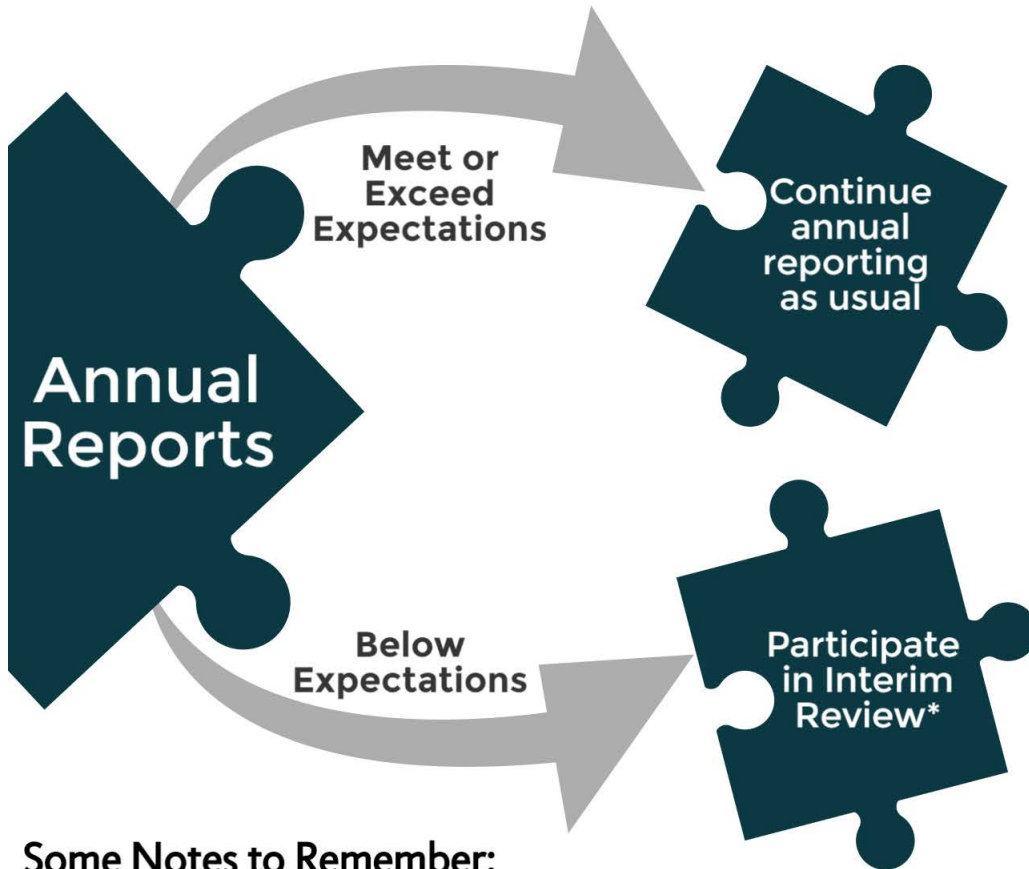 Meet or
Exceed
Expectations
Continue
annual
reporting
as usual
Annual
Reports
Below
Expectations
Participate
in Interim
Review*
Some Notes to Remember: